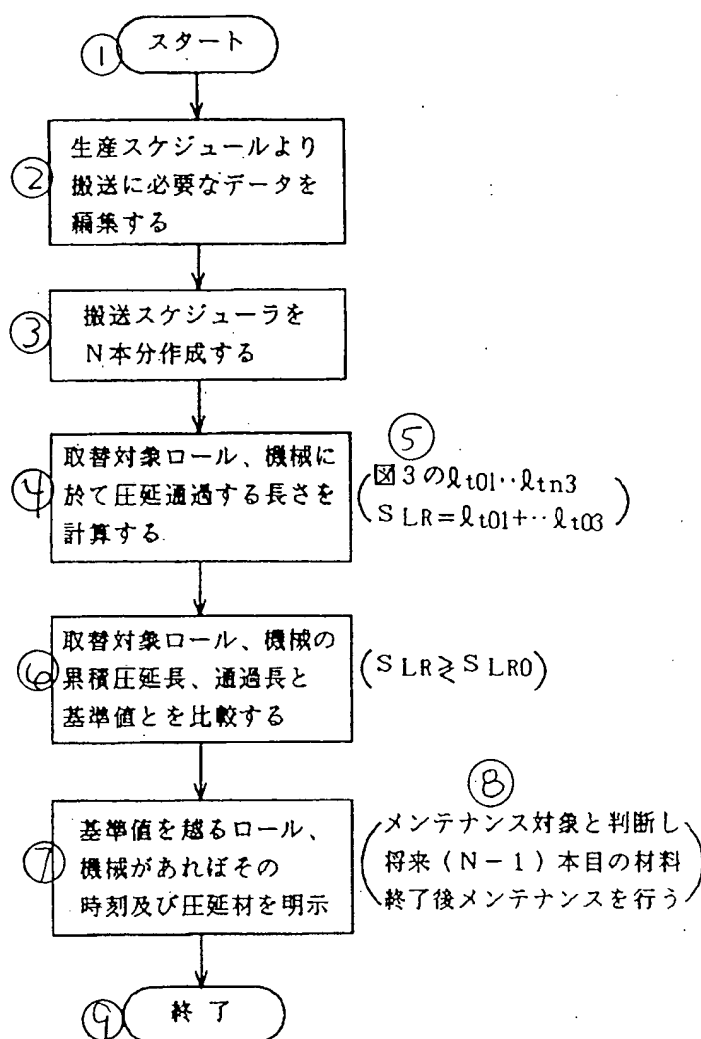 ① スタート
② 生産スケジュールより
搬送に必要なデータを
編集する
③ 搬送スケジューラを
N本分作成する
④ 取替対象ロール、機械に
於て圧延通過する長さを
計算する
⑤
(図3のℓt01‥ℓtn3
SLR=ℓt01+‥ℓt03)
⑥ 取替対象ロール、機械の
累積圧延長、通過長と
基準値とを比較する
(SLR≷SLR0)
⑦ 基準値を越るロール、
機械があればその
時刻及び圧延材を明示
⑧
(メンテナンス対象と判断し
将来(N-1)本目の材料
終了後メンテナンスを行う)
⑨ 終了